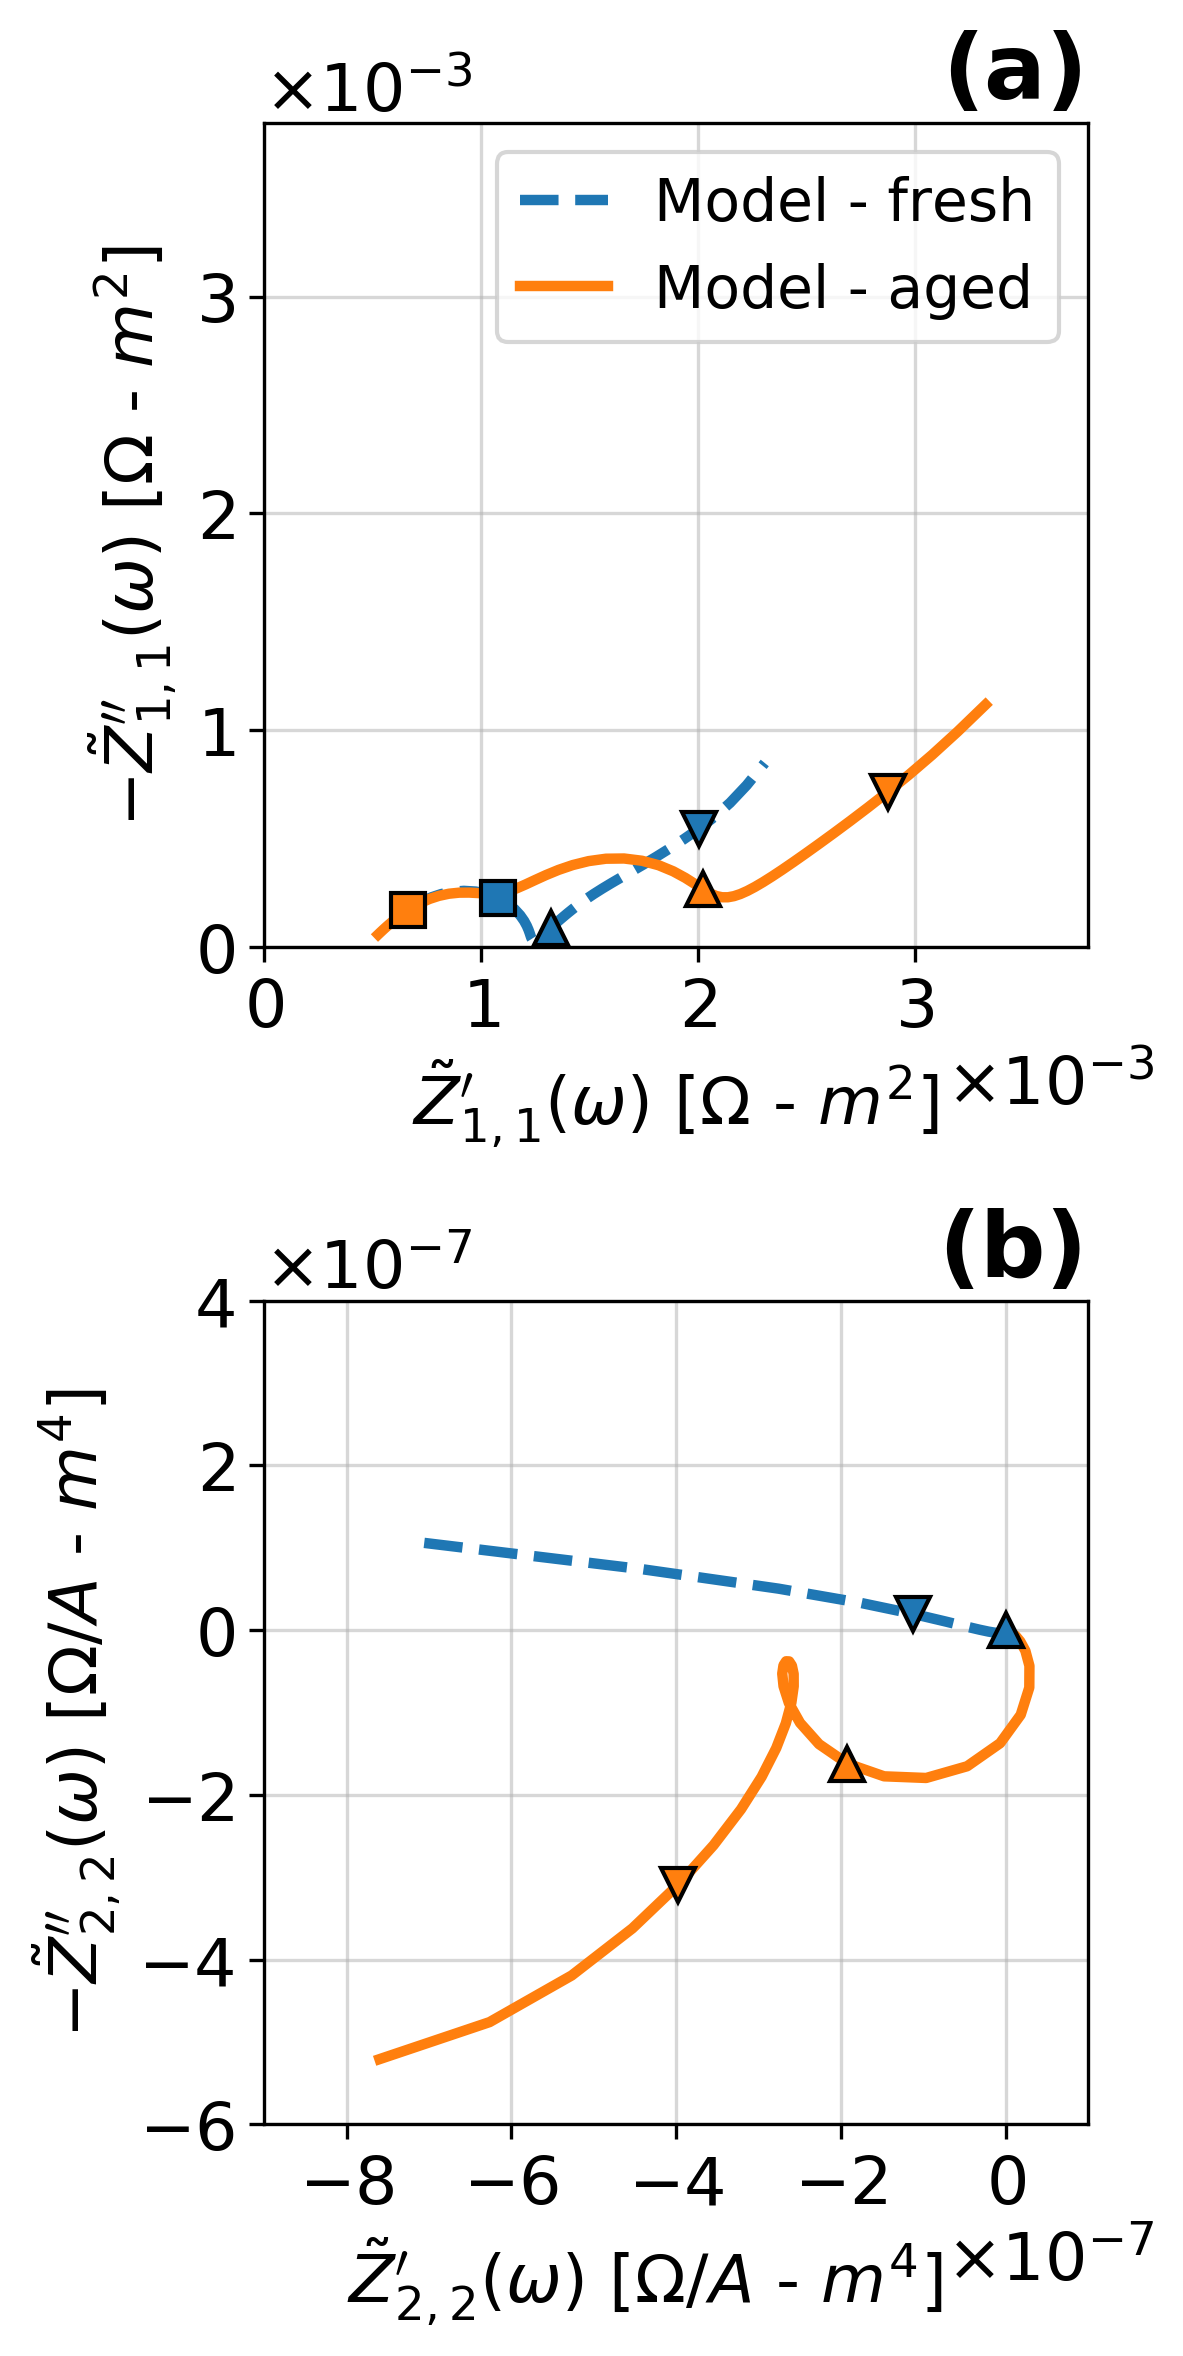 (a)
×10⁻³
Model - fresh
Model - aged
3
2
1
0
−Z̃″₁,₁(ω) [Ω - m²]
0 1 2 3
Z̃′₁,₁(ω) [Ω - m²] ×10⁻³
(b)
×10⁻⁷
4
2
0
−2
−4
−6
−Z̃″₂,₂(ω) [Ω/A - m⁴]
−8 −6 −4 −2 0
Z̃′₂,₂(ω) [Ω/A - m⁴] ×10⁻⁷